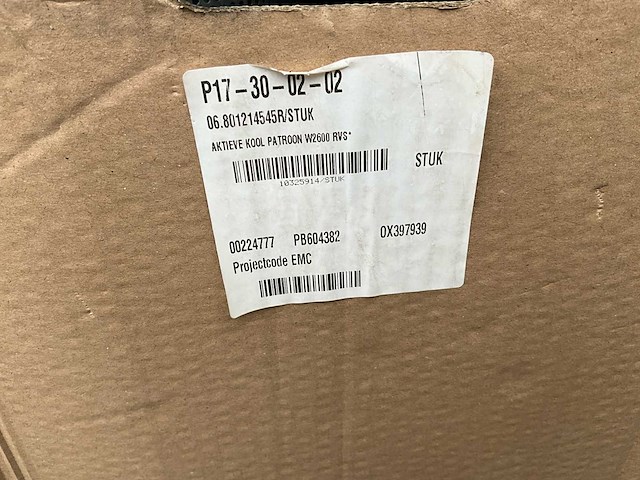 P17-30-02-02
06.801214545R/STUK
AKTIEVE KOOL PATROON W2600 RVS*
STUK
10325914/STUK
00224777 PB604382 OX397939
Projectcode EMC